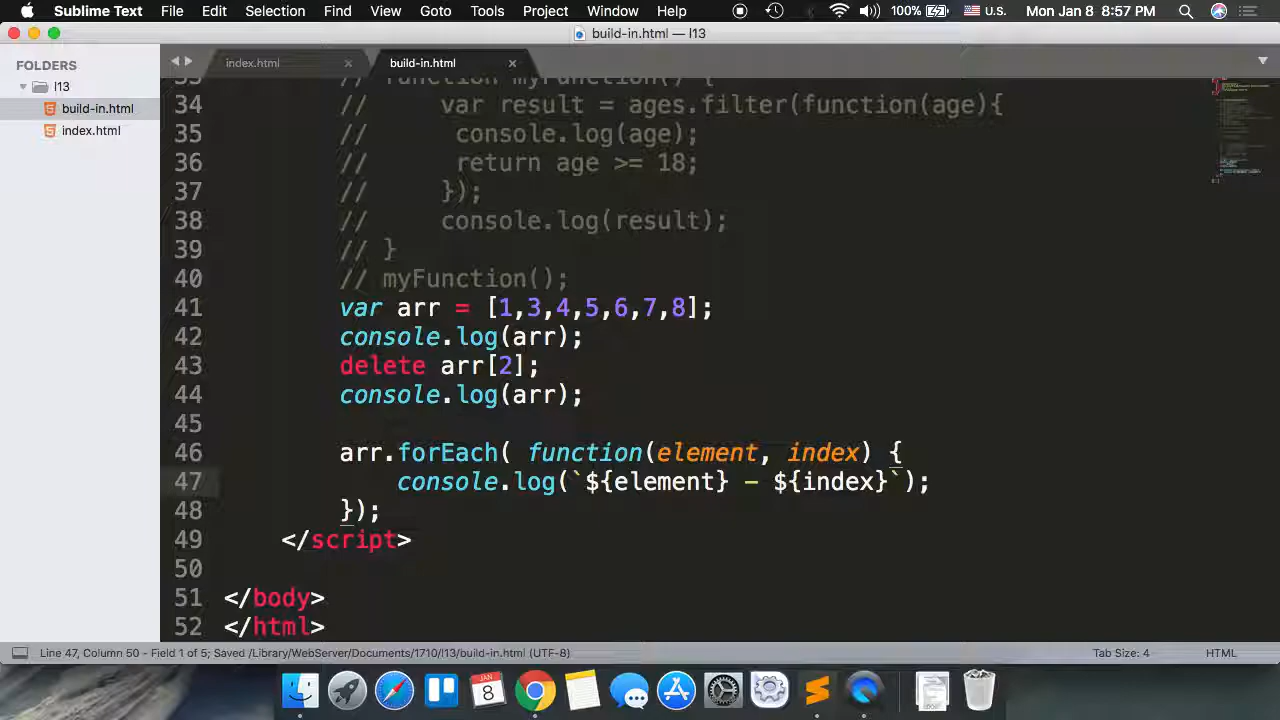 Sublime Text File Edit Selection Find View Goto Tools Project Window Help 100% U.S. Mon Jan 8 8:57 PM
build-in.html — l13
FOLDERS
l13
build-in.html
index.html
index.html × build-in.html ×
33 // function myFunction() {
34 // var result = ages.filter(function(age){
35 // console.log(age);
36 // return age >= 18;
37 // });
38 // console.log(result);
39 // }
40 // myFunction();
41 var arr = [1,3,4,5,6,7,8];
42 console.log(arr);
43 delete arr[2];
44 console.log(arr);
45
46 arr.forEach( function(element, index) {
47 console.log(`${element} - ${index}`);
48 });
49 </script>
50
51 </body>
52 </html>
Line 47, Column 50 - Field 1 of 5; Saved /Library/WebServer/Documents/1710/l13/build-in.html (UTF-8) Tab Size: 4 HTML
JAN
8